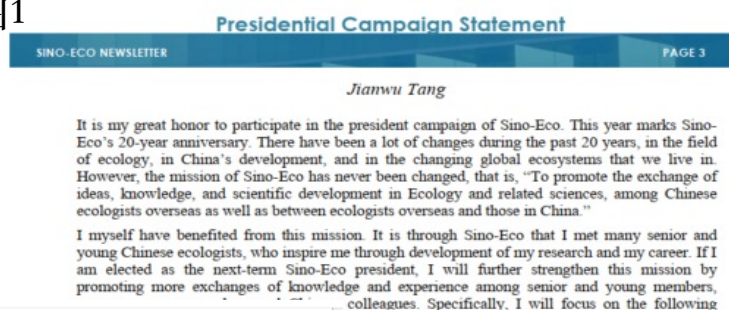 Presidential Campaign Statement
SINO-ECO NEWSLETTER PAGE 3
Jianwu Tang
It is my great honor to participate in the president campaign of Sino-Eco. This year marks Sino-
Eco’s 20-year anniversary. There have been a lot of changes during the past 20 years, in the field
of ecology, in China’s development, and in the changing global ecosystems that we live in.
However, the mission of Sino-Eco has never been changed, that is, “To promote the exchange of
ideas, knowledge, and scientific development in Ecology and related sciences, among Chinese
ecologists overseas as well as between ecologists overseas and those in China.”
I myself have benefited from this mission. It is through Sino-Eco that I met many senior and
young Chinese ecologists, who inspire me through development of my research and my career. If I
am elected as the next-term Sino-Eco president, I will further strengthen this mission by
promoting more exchanges of knowledge and experience among senior and young members,
colleagues. Specifically, I will focus on the following